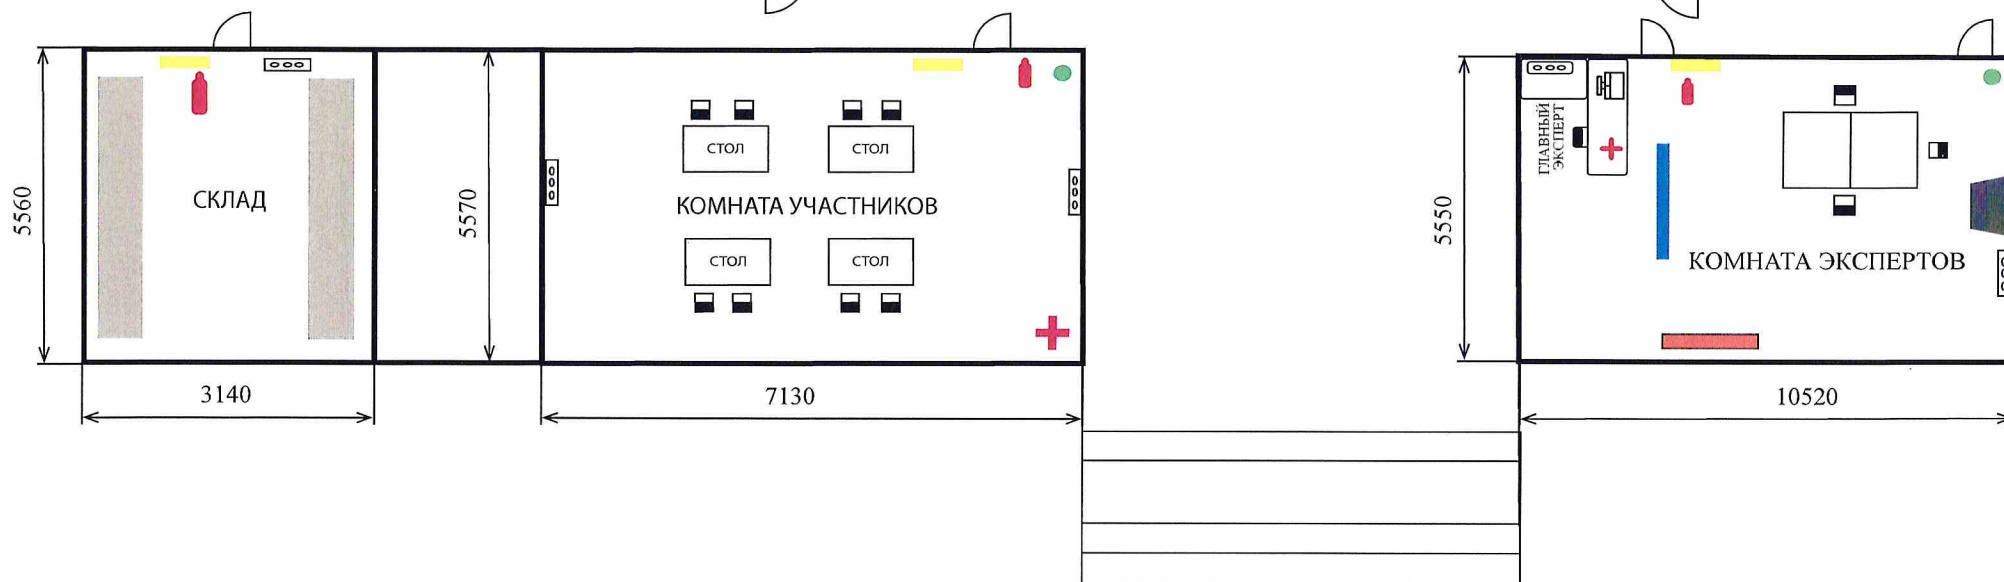 5560
СКЛАД
3140
5570
СТОЛ
СТОЛ
КОМНАТА УЧАСТНИКОВ
СТОЛ
СТОЛ
7130
5550
ГЛАВНЫЙ
ЭКСПЕРТ
КОМНАТА ЭКСПЕРТОВ
10520